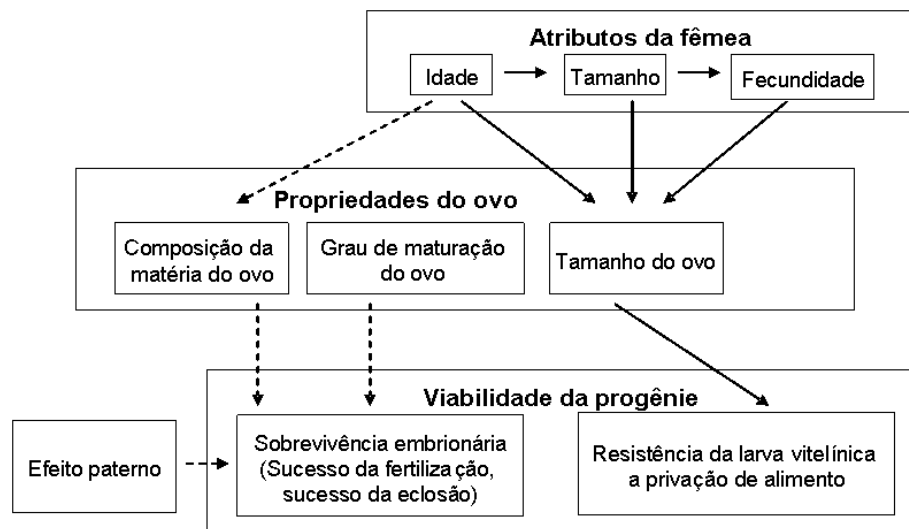 Atributos da fêmea
Idade
Tamanho
Fecundidade
Propriedades do ovo
Composição da
matéria do ovo
Grau de maturação
do ovo
Tamanho do ovo
Viabilidade da progênie
Efeito paterno
Sobrevivência embrionária
(Sucesso da fertilização,
sucesso da eclosão)
Resistência da larva vitelínica
a privação de alimento